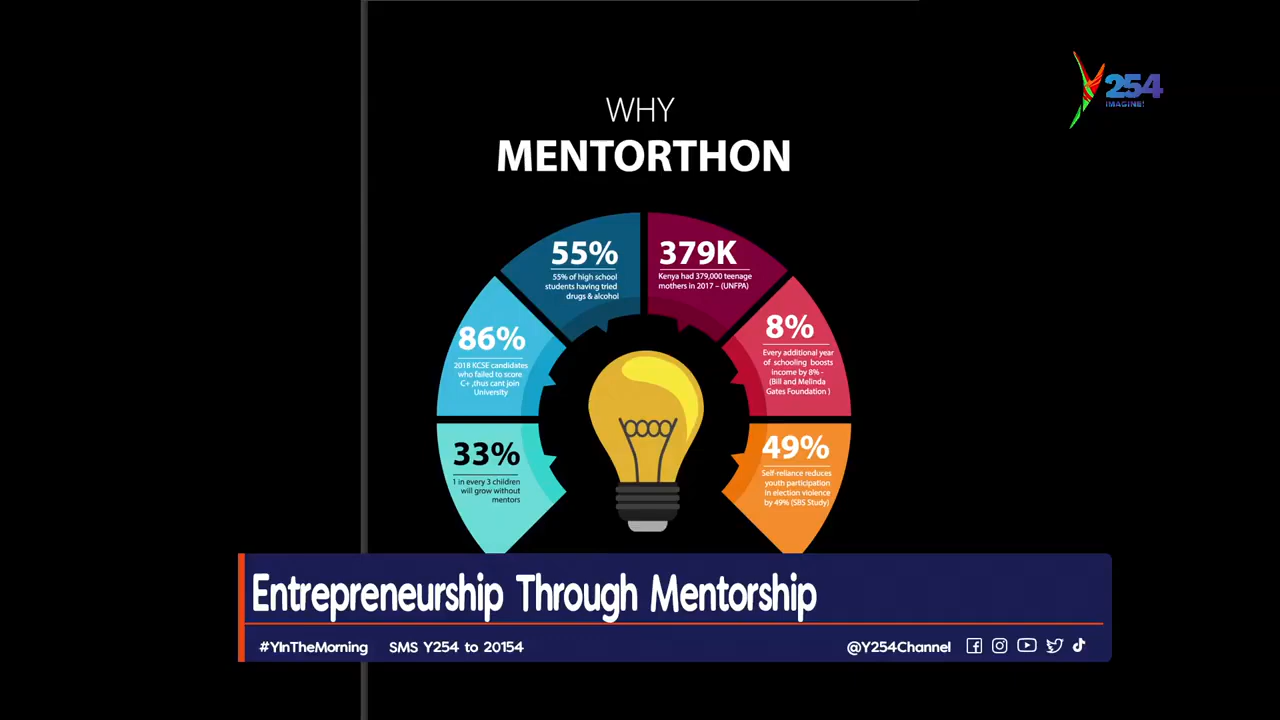 254
IMAGINE!
WHY
MENTORTHON
55%
55% of high school
students having tried
drugs & alcohol
379K
Kenya had 379,000 teenage
mothers in 2017 – (UNFPA)
86%
2018 KCSE candidates
who failed to score
C+ ,thus cant join
University
8%
Every additional year
of schooling boosts
income by 8% -
(Bill and Melinda
Gates Foundation )
33%
1 in every 3 children
will grow without
mentors
49%
Self-reliance reduces
youth participation
in election violence
by 49% (SBS Study)
Entrepreneurship Through Mentorship
#YInTheMorning SMS Y254 to 20154
@Y254Channel